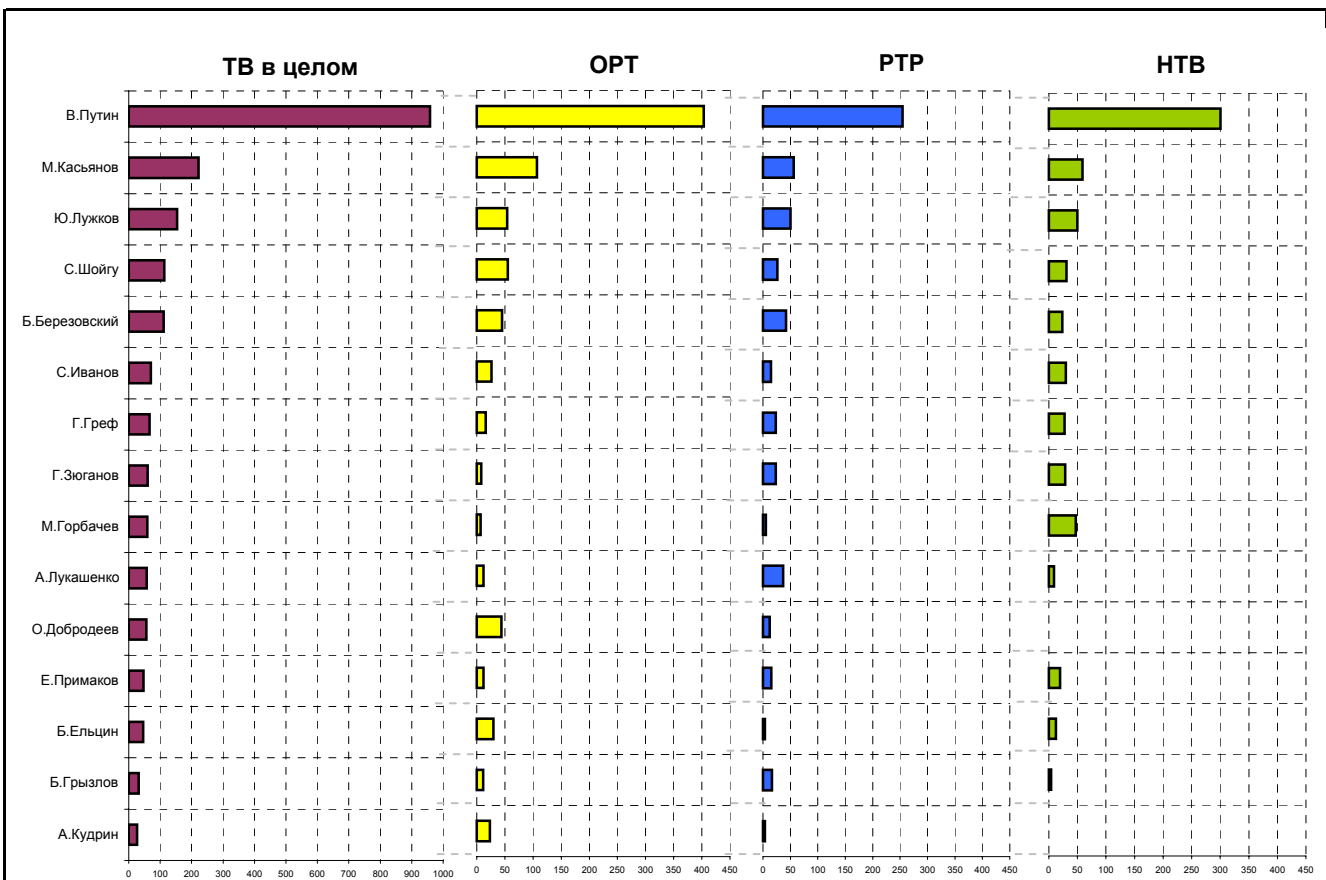 ТВ в целом ОРТ РТР НТВ
В.Путин
М.Касьянов
Ю.Лужков
С.Шойгу
Б.Березовский
С.Иванов
Г.Греф
Г.Зюганов
М.Горбачев
А.Лукашенко
О.Добродеев
Е.Примаков
Б.Ельцин
Б.Грызлов
А.Кудрин
0 100 200 300 400 500 600 700 800 900 1000 0 50 100 150 200 250 300 350 400 450 0 50 100 150 200 250 300 350 400 450 0 50 100 150 200 250 300 350 400 450